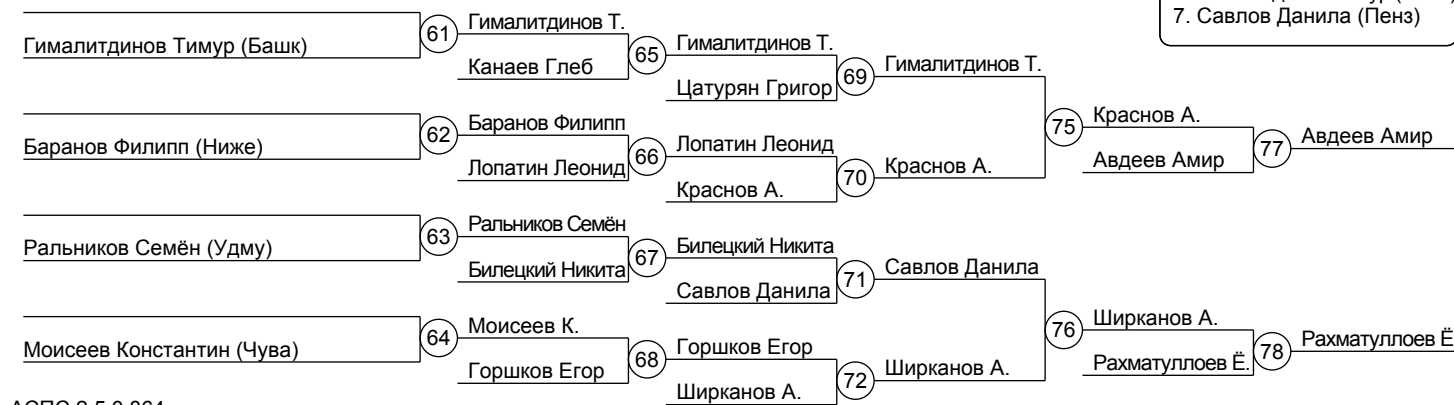 7. Савлов Данила (Пенз)
Гималитдинов Тимур (Башк)
61
Гималитдинов Т.
Канаев Глеб
65
Гималитдинов Т.
Цатурян Григор
69
Гималитдинов Т.
Баранов Филипп (Ниже)
62
Баранов Филипп
Лопатин Леонид
66
Лопатин Леонид
Краснов А.
70
Краснов А.
75
Краснов А.
Авдеев Амир
77
Авдеев Амир
Ральников Семён (Удму)
63
Ральников Семён
Билецкий Никита
67
Билецкий Никита
Савлов Данила
71
Савлов Данила
Моисеев Константин (Чува)
64
Моисеев К.
Горшков Егор
68
Горшков Егор
Ширканов А.
72
Ширканов А.
76
Ширканов А.
Рахматуллоев Ё.
78
Рахматуллоев Ё